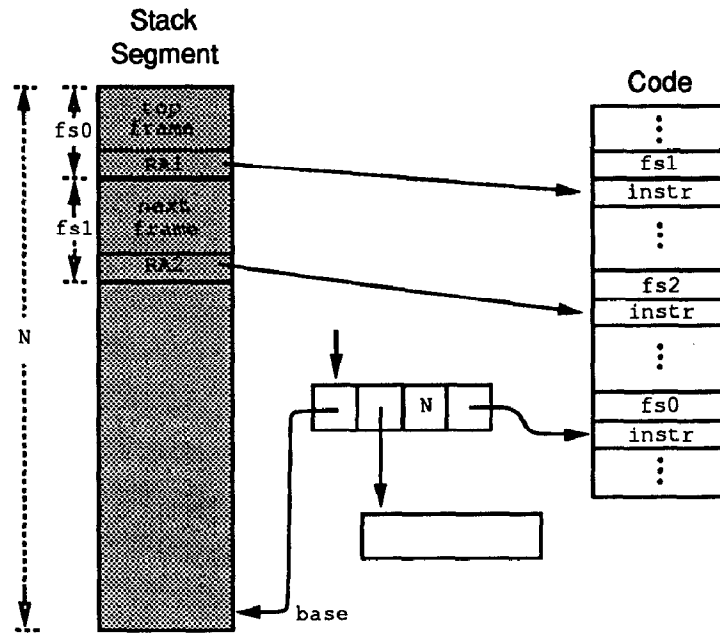 Stack
Segment
Code
top
frame
fs0
RA1
fs1
instr
next
frame
fs1
RA2
fs2
instr
N
N
fs0
instr
base